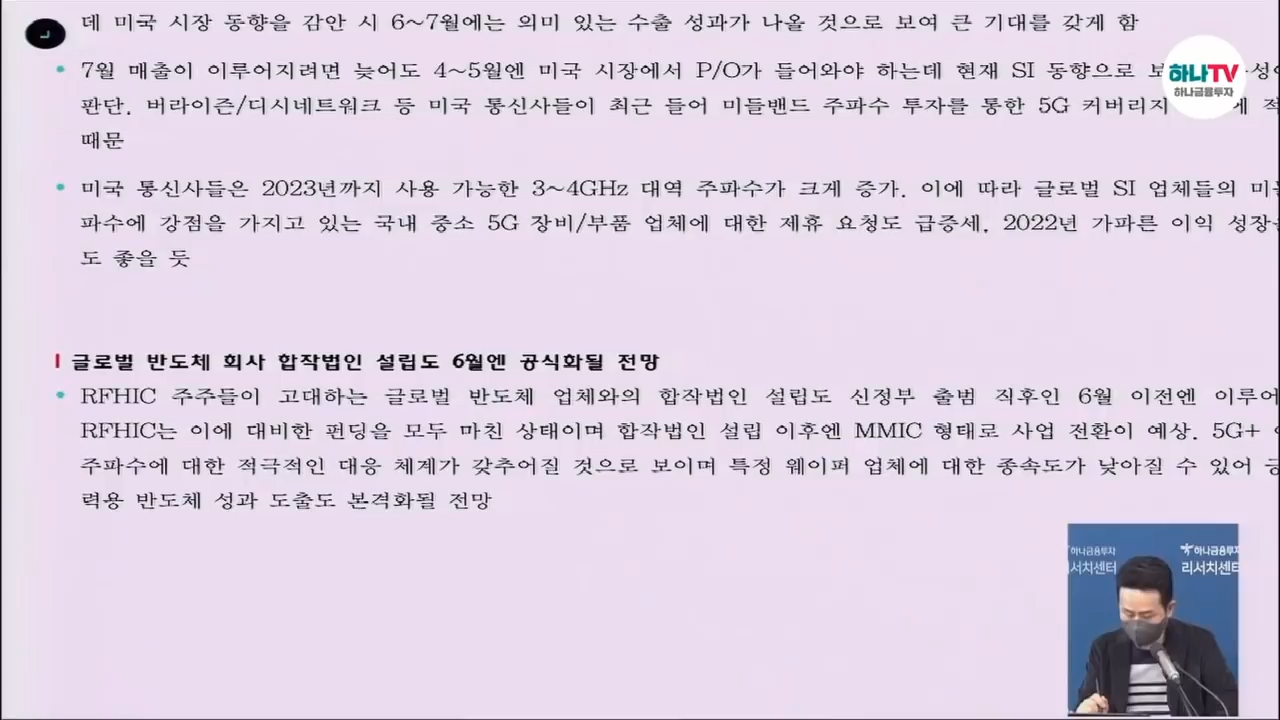 데 미국 시장 동향을 감안 시 6~7월에는 의미 있는 수출 성과가 나올 것으로 보여 큰 기대를 갖게 함
하나TV
하나금융투자
• 7월 매출이 이루어지려면 늦어도 4~5월엔 미국 시장에서 P/O가 들어와야 하는데 현재 SI 동향으로
판단. 버라이즌/디시네트워크 등 미국 통신사들이 최근 들어 미들밴드 주파수 투자를 통한 5G 커버리지
때문
• 미국 통신사들은 2023년까지 사용 가능한 3~4GHz 대역 주파수가 크게 증가. 이에 따라 글로벌 SI 업체들의
파수에 강점을 가지고 있는 국내 중소 5G 장비/부품 업체에 대한 제휴 요청도 급증세. 2022년 가파른 이익
도 좋을 듯
글로벌 반도체 회사 합작법인 설립도 6월엔 공식화될 전망
• RFHIC 주주들이 고대하는 글로벌 반도체 업체와의 합작법인 설립도 신정부 출범 직후인 6월 이전엔
RFHIC는 이에 대비한 펀딩을 모두 마친 상태이며 합작법인 설립 이후엔 MMIC 형태로 사업 전환이 예상. 5G+
주파수에 대한 적극적인 대응 체계가 갖추어질 것으로 보이며 특정 웨이퍼 업체에 대한 종속도가 낮아질 수 있어
력용 반도체 성과 도출도 본격화될 전망
하나금융투자 하나금융투자
리서치센터 리서치센터